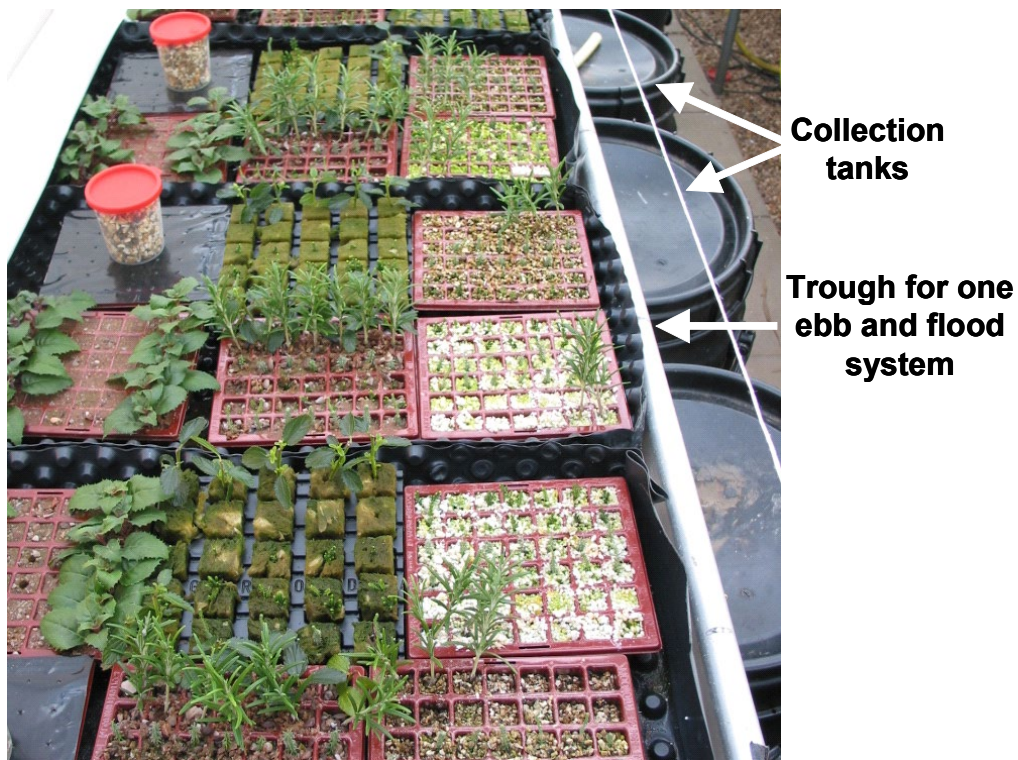 Collection
tanks
Trough for one
ebb and flood
system